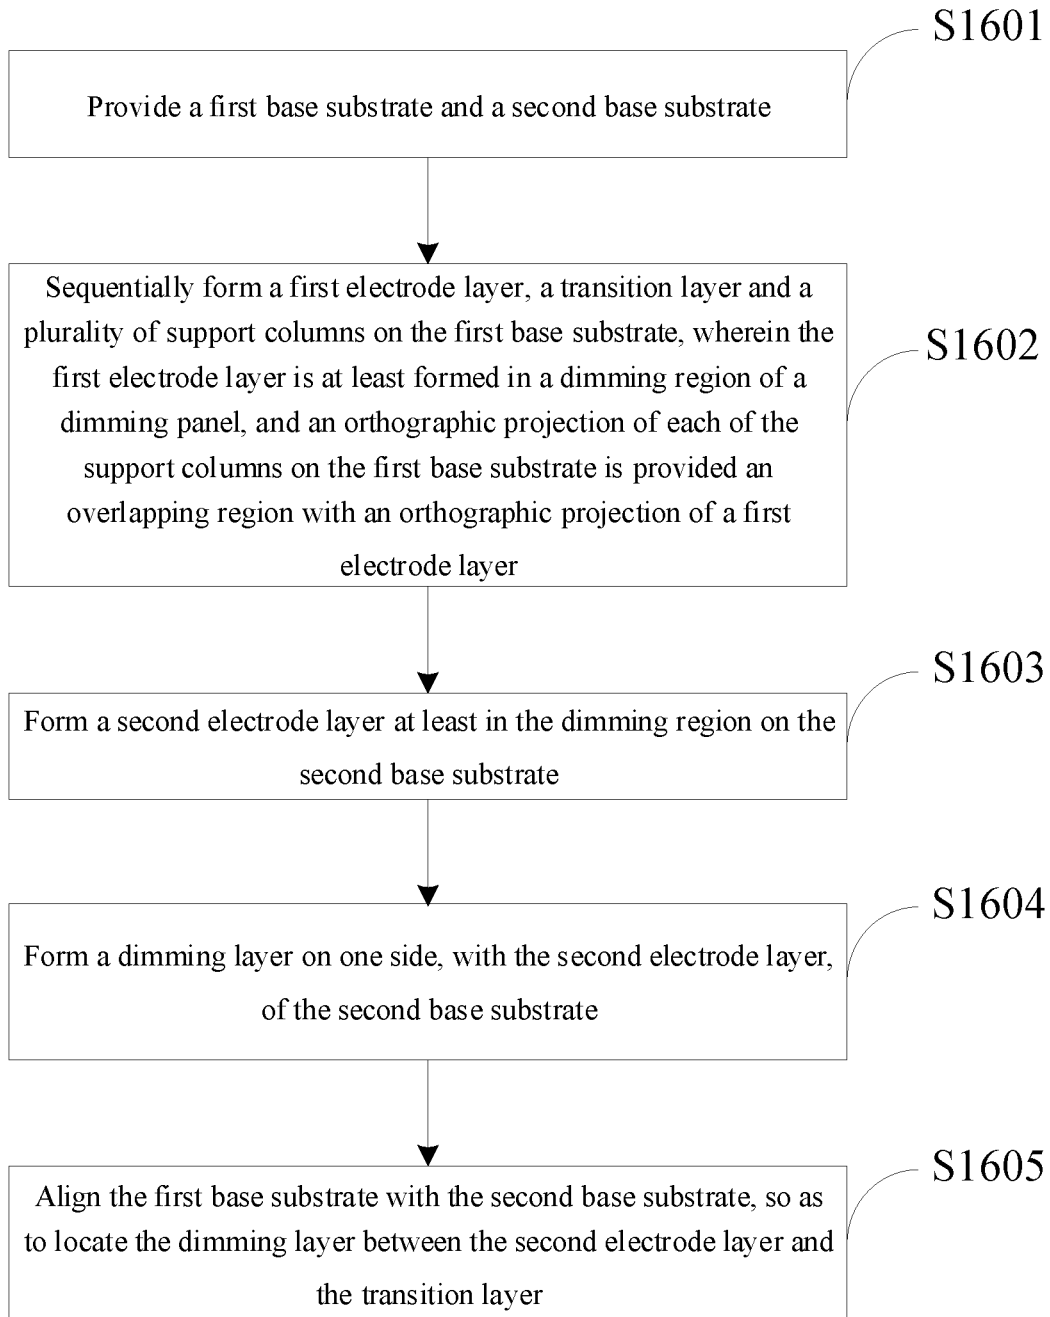 S1601
Provide a first base substrate and a second base substrate
Sequentially form a first electrode layer, a transition layer and a
plurality of support columns on the first base substrate, wherein the
first electrode layer is at least formed in a dimming region of a
dimming panel, and an orthographic projection of each of the
support columns on the first base substrate is provided an
overlapping region with an orthographic projection of a first
electrode layer
S1602
S1603
Form a second electrode layer at least in the dimming region on the
second base substrate
S1604
Form a dimming layer on one side, with the second electrode layer,
of the second base substrate
S1605
Align the first base substrate with the second base substrate, so as
to locate the dimming layer between the second electrode layer and
the transition layer